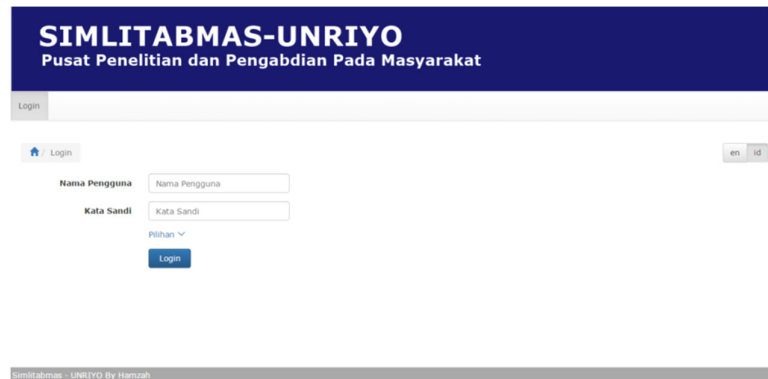 SIMLITABMAS-UNRIYO
Pusat Penelitian dan Pengabdian Pada Masyarakat
Login
/ Login
en id
Nama Pengguna Nama Pengguna
Kata Sandi Kata Sandi
Pilihan
Login
Simlitabmas - UNRIYO By Hamzah